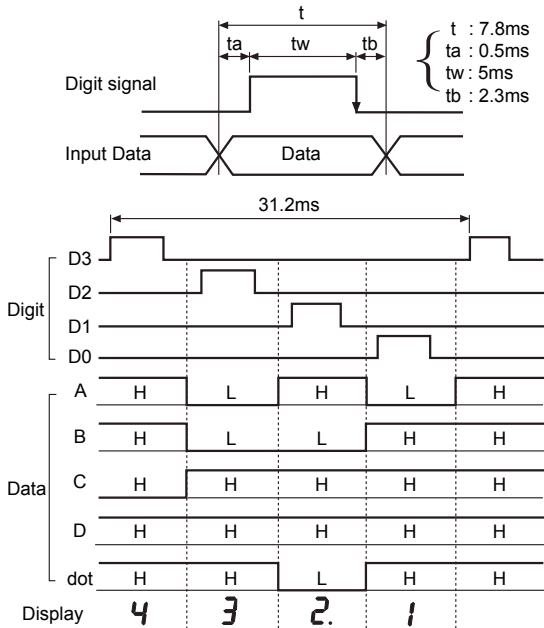 t
ta tw tb
t : 7.8ms
ta : 0.5ms
tw : 5ms
tb : 2.3ms
Digit signal
Input Data Data
31.2ms
Digit
D3
D2
D1
D0
Data
A H L H L H
B H L L H H
C H H H H H
D H H H H H
dot H H L H H
Display 4 3 2. 1